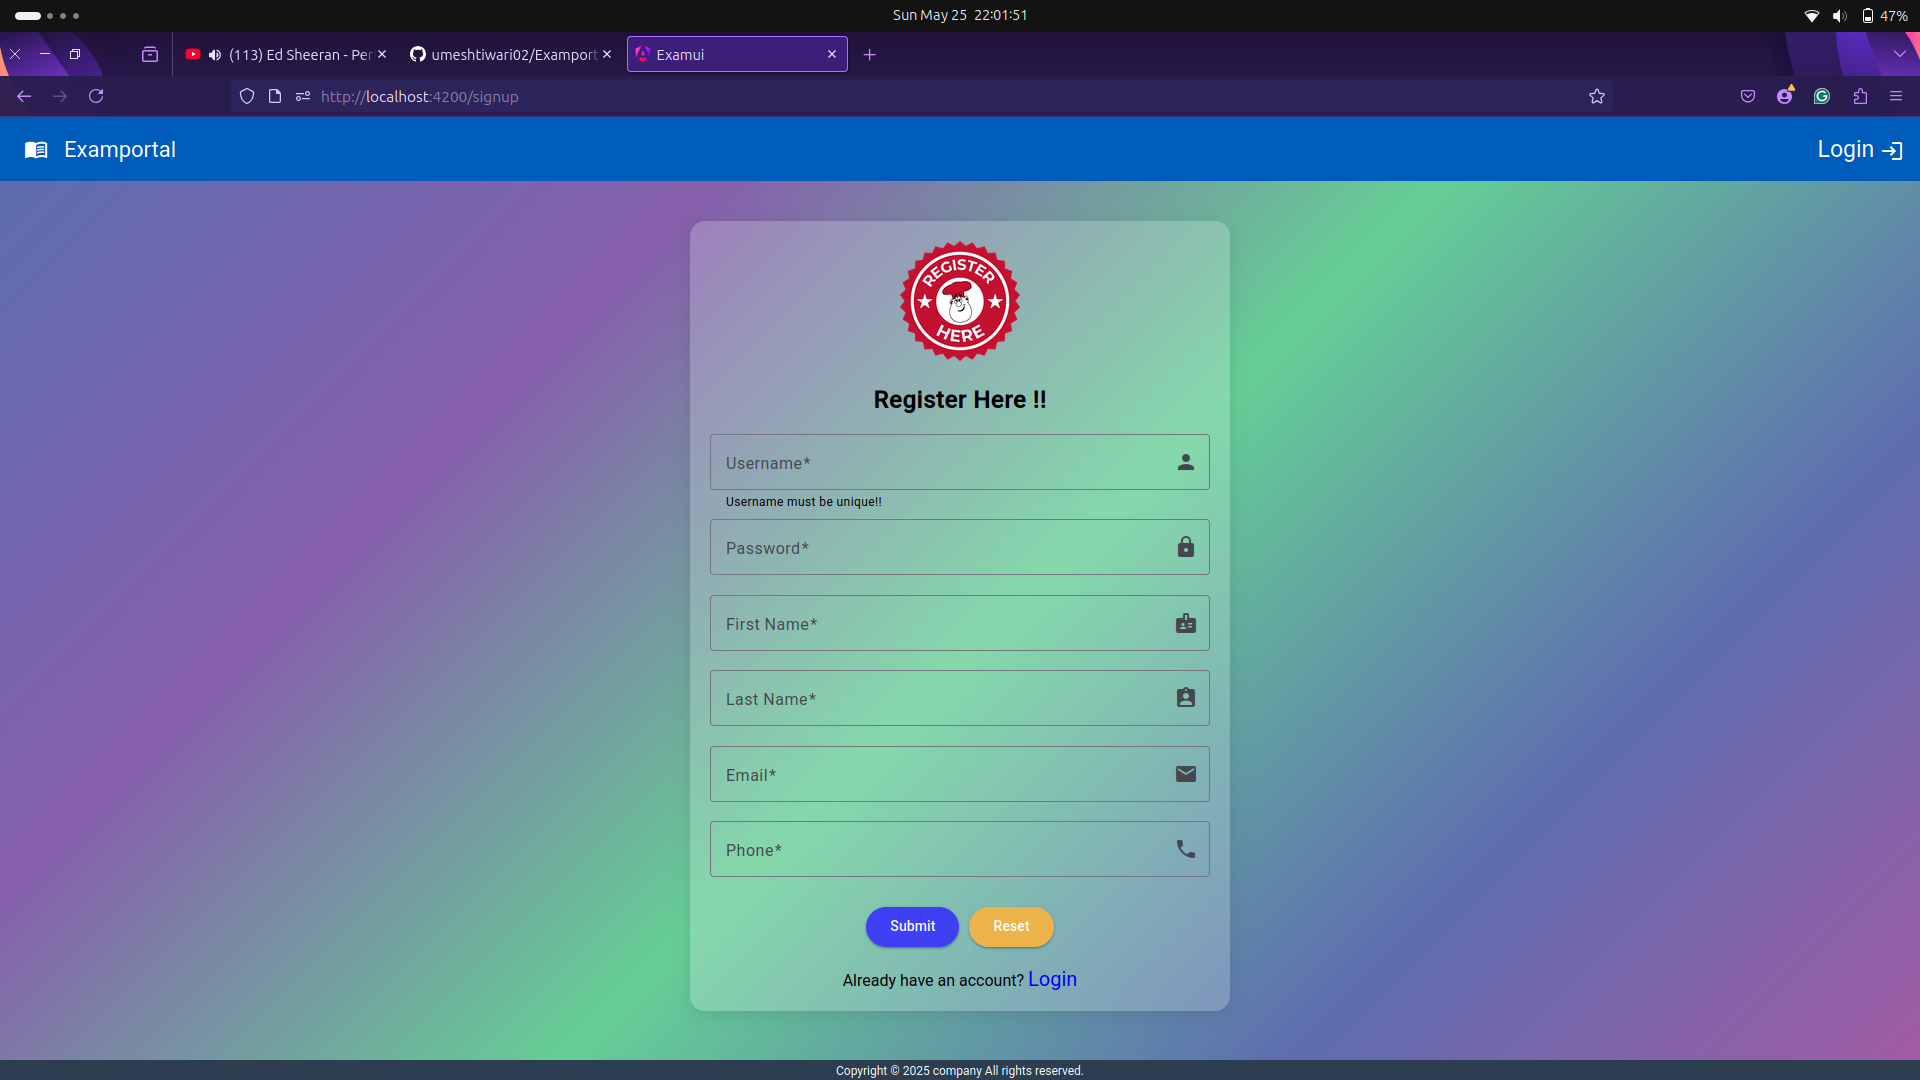 Sun May 25 22:01:51
47%
(113) Ed Sheeran - Per
umeshtiwari02/Examport
Examui
http://localhost:4200/signup
Examportal
Login
REGISTER
HERE
Register Here !!
Username*
Username must be unique!!
Password*
First Name*
Last Name*
Email*
Phone*
Submit
Reset
Already have an account? Login
Copyright © 2025 company All rights reserved.